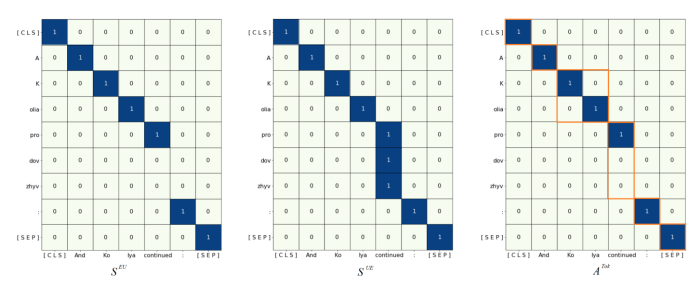 [CLS] 1 0 0 0 0 0 0
A 0 1 0 0 0 0 0
K 0 0 1 0 0 0 0
olia 0 0 0 1 0 0 0
pro 0 0 0 0 1 0 0
dov 0 0 0 0 0 0 0
zhyv 0 0 0 0 0 0 0
: 0 0 0 0 0 1 0
[SEP] 0 0 0 0 0 0 1
[CLS] And Ko lya continued : [SEP]
S^EU
[CLS] 1 0 0 0 0 0 0
A 0 1 0 0 0 0 0
K 0 0 1 0 0 0 0
olia 0 0 0 1 0 0 0
pro 0 0 0 0 1 0 0
dov 0 0 0 0 1 0 0
zhyv 0 0 0 0 1 0 0
: 0 0 0 0 0 1 0
[SEP] 0 0 0 0 0 0 1
[CLS] And Ko lya continued : [SEP]
S^UE
[CLS] 1 0 0 0 0 0 0
A 0 1 0 0 0 0 0
K 0 0 1 0 0 0 0
olia 0 0 0 1 0 0 0
pro 0 0 0 0 1 0 0
dov 0 0 0 0 0 0 0
zhyv 0 0 0 0 0 0 0
: 0 0 0 0 0 1 0
[SEP] 0 0 0 0 0 0 1
[CLS] And Ko lya continued : [SEP]
A^Tok